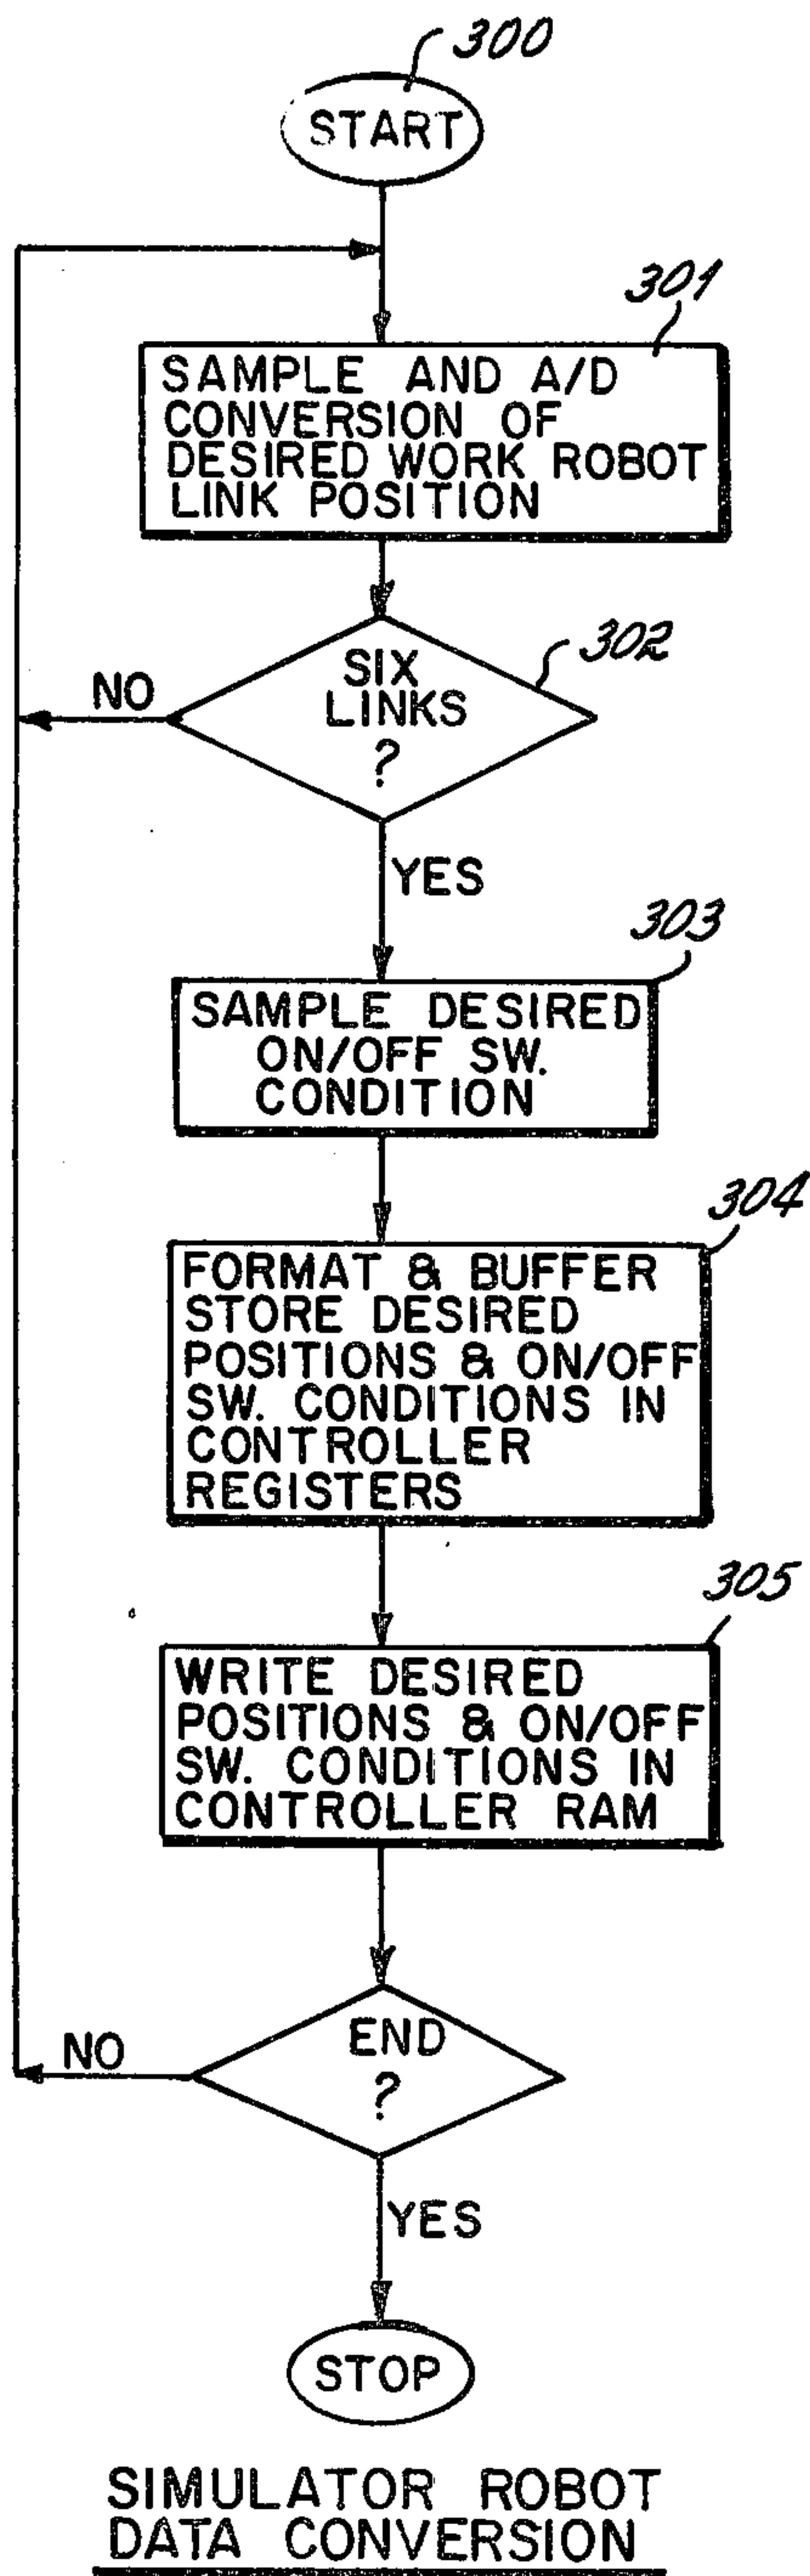 300
START
301
SAMPLE AND A/D
CONVERSION OF
DESIRED WORK ROBOT
LINK POSITION
302
SIX
LINKS
?
NO
YES
303
SAMPLE DESIRED
ON/OFF SW.
CONDITION
304
FORMAT & BUFFER
STORE DESIRED
POSITIONS & ON/OFF
SW. CONDITIONS IN
CONTROLLER
REGISTERS
305
WRITE DESIRED
POSITIONS & ON/OFF
SW. CONDITIONS IN
CONTROLLER RAM
END
?
NO
YES
STOP
SIMULATOR ROBOT
DATA CONVERSION